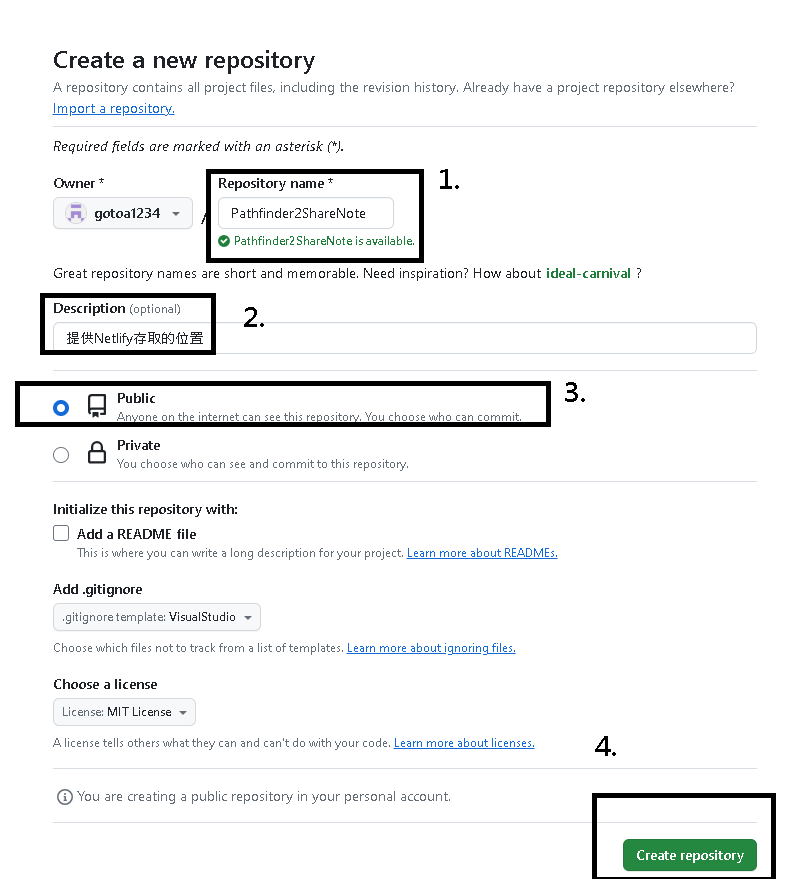 Create a new repository
A repository contains all project files, including the revision history. Already have a project repository elsewhere?
Import a repository.
Required fields are marked with an asterisk (*).
Owner *
Repository name *
1.
gotoa1234
/
Pathfinder2ShareNote
Pathfinder2ShareNote is available.
Great repository names are short and memorable. Need inspiration? How about ideal-carnival ?
Description (optional)
2.
提供Netlify存取的位置
3.
Public
Anyone on the internet can see this repository. You choose who can commit.
Private
You choose who can see and commit to this repository.
Initialize this repository with:
Add a README file
This is where you can write a long description for your project. Learn more about READMEs.
Add .gitignore
.gitignore template: VisualStudio
Choose which files not to track from a list of templates. Learn more about ignoring files.
Choose a license
License: MIT License
A license tells others what they can and can't do with your code. Learn more about licenses.
4.
You are creating a public repository in your personal account.
Create repository